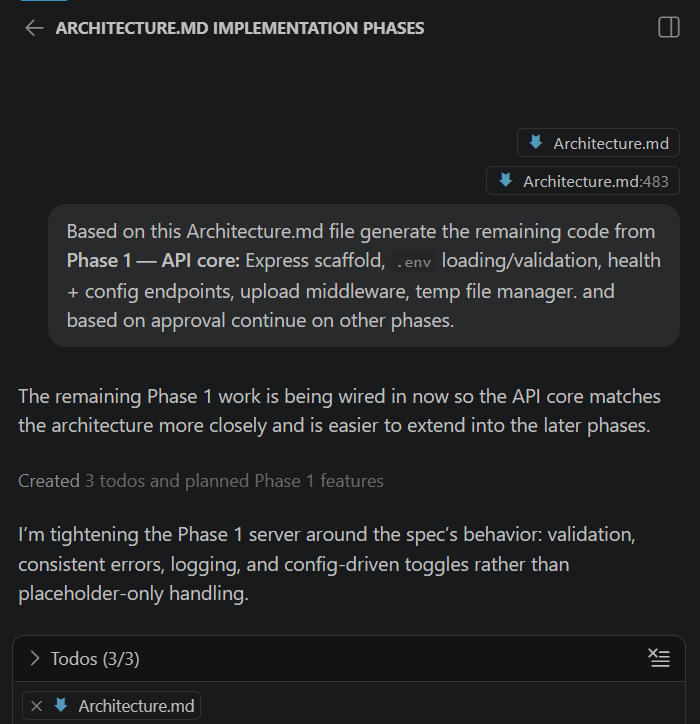 ARCHITECTURE.MD IMPLEMENTATION PHASES
Architecture.md
Architecture.md:483
Based on this Architecture.md file generate the remaining code from
Phase 1 — API core: Express scaffold, .env loading/validation, health
+ config endpoints, upload middleware, temp file manager. and
based on approval continue on other phases.
The remaining Phase 1 work is being wired in now so the API core matches
the architecture more closely and is easier to extend into the later phases.
Created 3 todos and planned Phase 1 features
I’m tightening the Phase 1 server around the spec’s behavior: validation,
consistent errors, logging, and config-driven toggles rather than
placeholder-only handling.
Todos (3/3)
Architecture.md